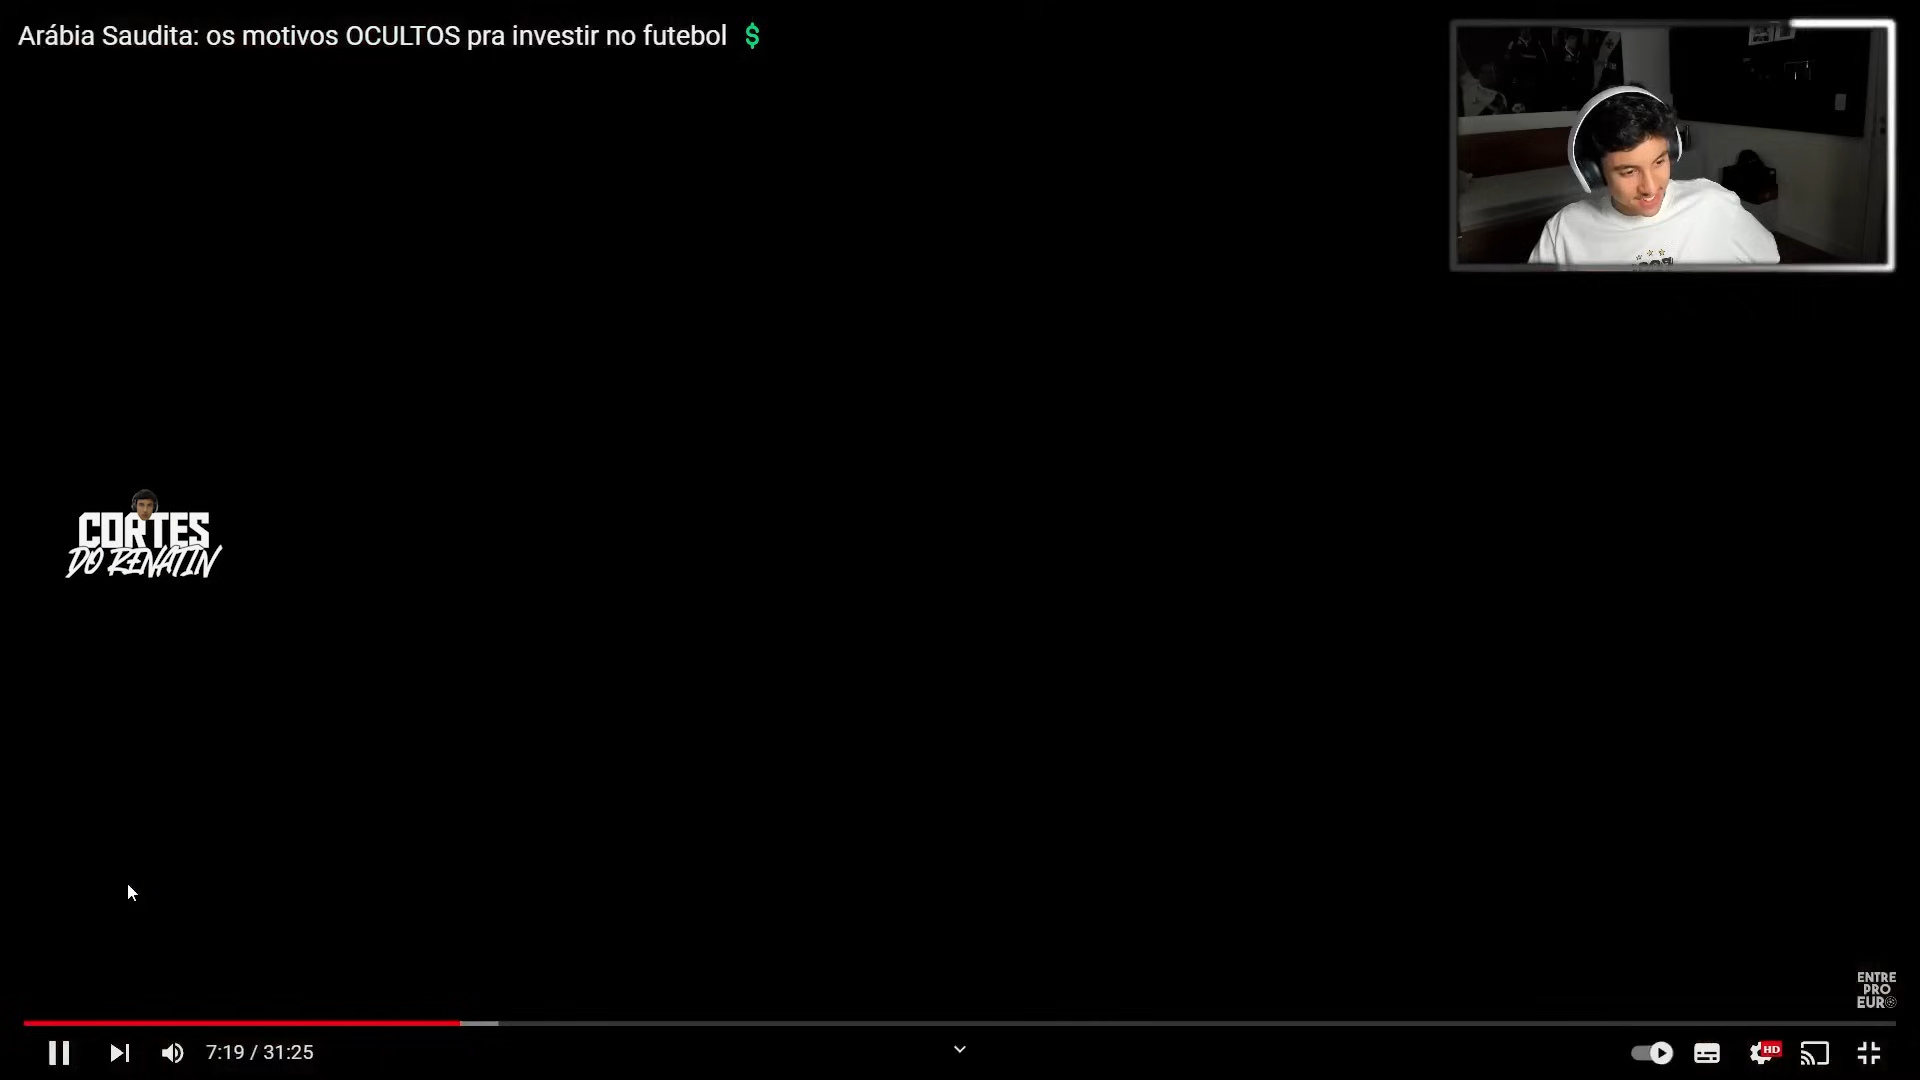 Arábia Saudita: os motivos OCULTOS pra investir no futebol $
CORTES
DO RENATIN
ENTRE
PRO
EURO
7:19 / 31:25
HD